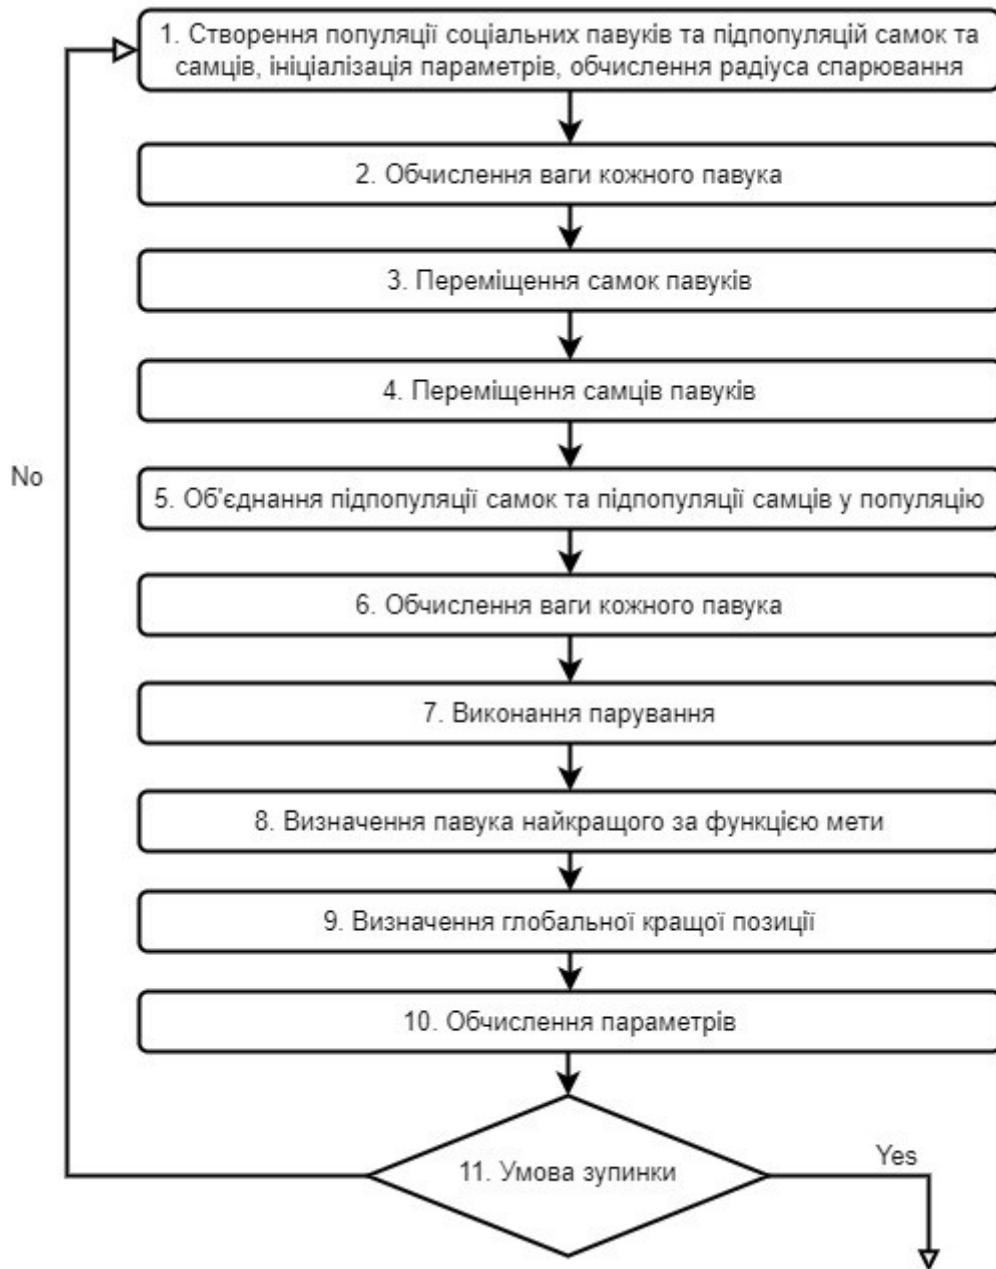 1. Створення популяції соціальних павуків та підпопуляцій самок та
самців, ініціалізація параметрів, обчислення радіуса спарювання
2. Обчислення ваги кожного павука
3. Переміщення самок павуків
4. Переміщення самців павуків
No
5. Об'єднання підпопуляції самок та підпопуляції самців у популяцію
6. Обчислення ваги кожного павука
7. Виконання парування
8. Визначення павука найкращого за функцією мети
9. Визначення глобальної кращої позиції
10. Обчислення параметрів
11. Умова зупинки
Yes